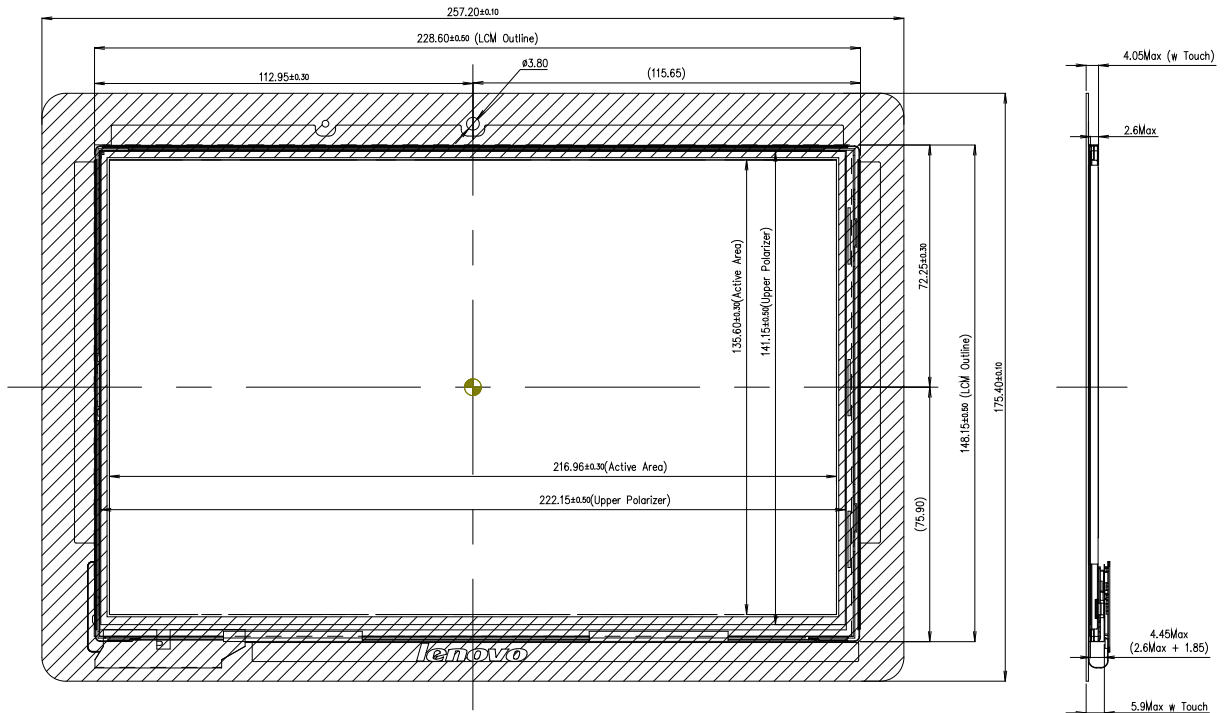 257.20±0.10
228.60±0.50 (LCM Outline)
ø3.80
112.95±0.30
(115.65)
4.05Max (w Touch)
2.6Max
135.60±0.30(Active Area)
141.15±0.50(Upper Polarizer)
72.25±0.30
148.15±0.50 (LCM Outline)
175.40±0.10
216.96±0.30(Active Area)
222.15±0.50(Upper Polarizer)
(75.90)
lenovo
4.45Max
(2.6Max + 1.85)
5.9Max w Touch